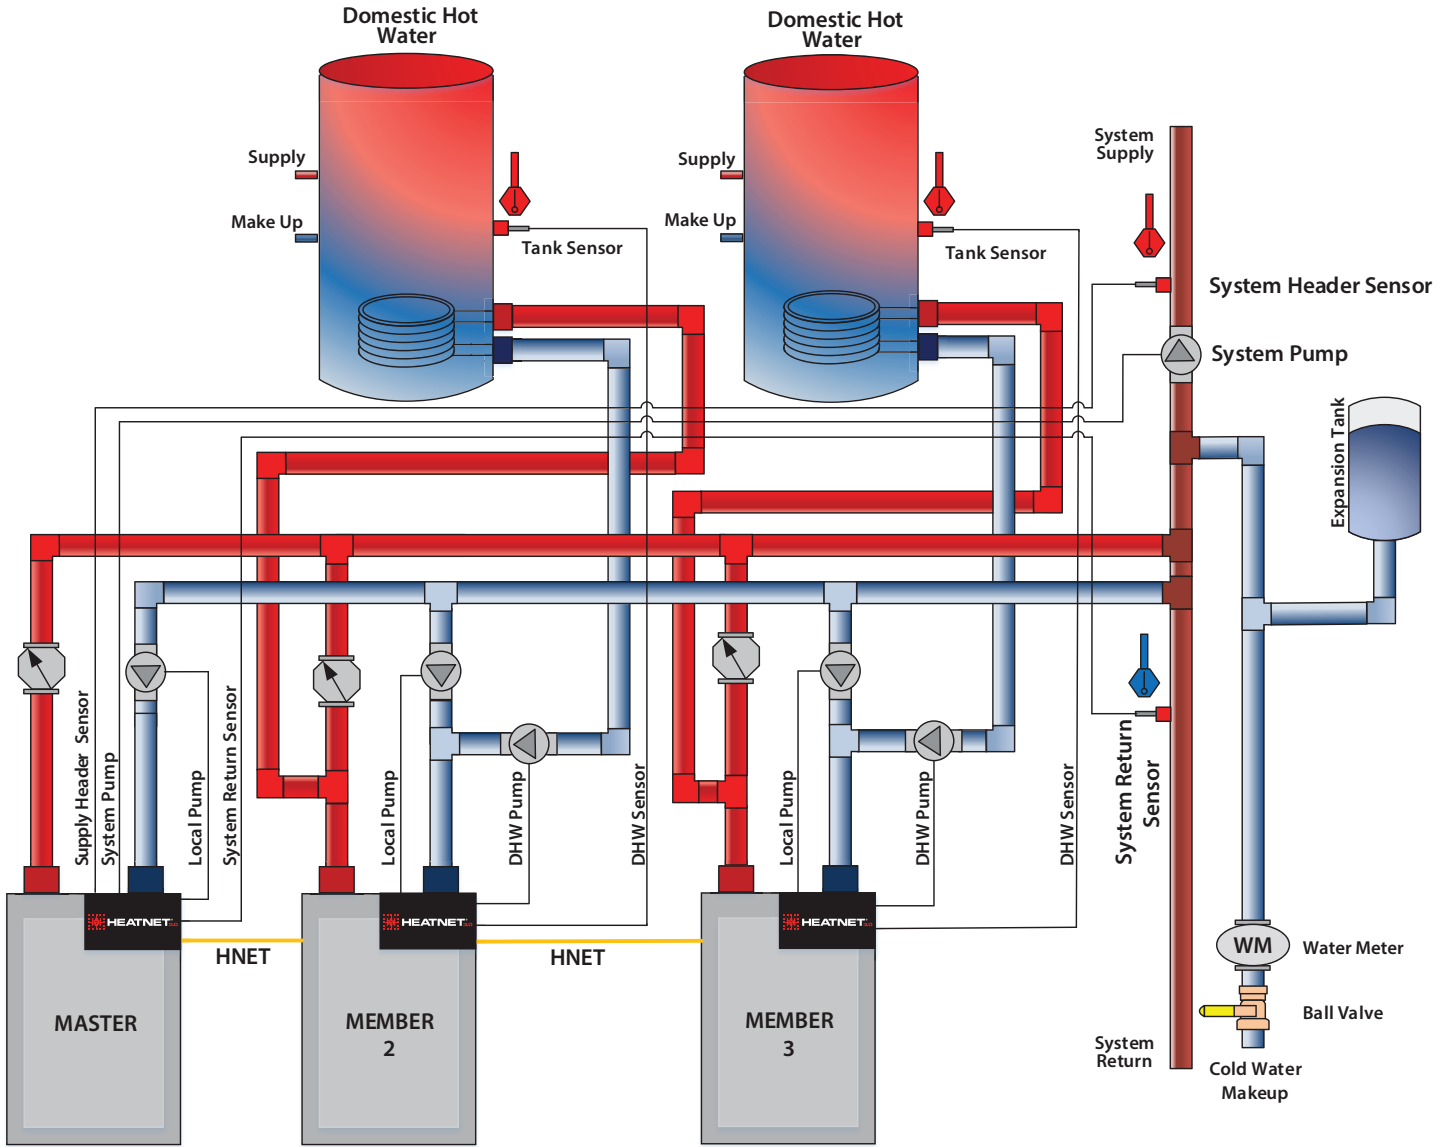 Domestic Hot
Water
Domestic Hot
Water
Supply
Make Up
Tank Sensor
Supply
Make Up
Tank Sensor
System
Supply
System Header Sensor
System Pump
Expansion Tank
Supply Header Sensor
System Pump
Local Pump
System Return Sensor
Local Pump
DHW Pump
DHW Sensor
Local Pump
DHW Pump
DHW Sensor
System Return
Sensor
HEATNET
HEATNET
HEATNET
HNET
HNET
MASTER
MEMBER
2
MEMBER
3
WM
Water Meter
Ball Valve
System
Return
Cold Water
Makeup